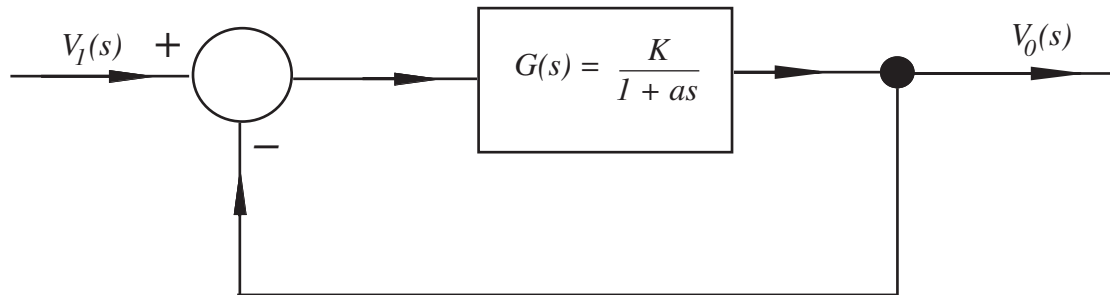 V₁(s)
+
−
G(s) = K / 1 + as
V₀(s)